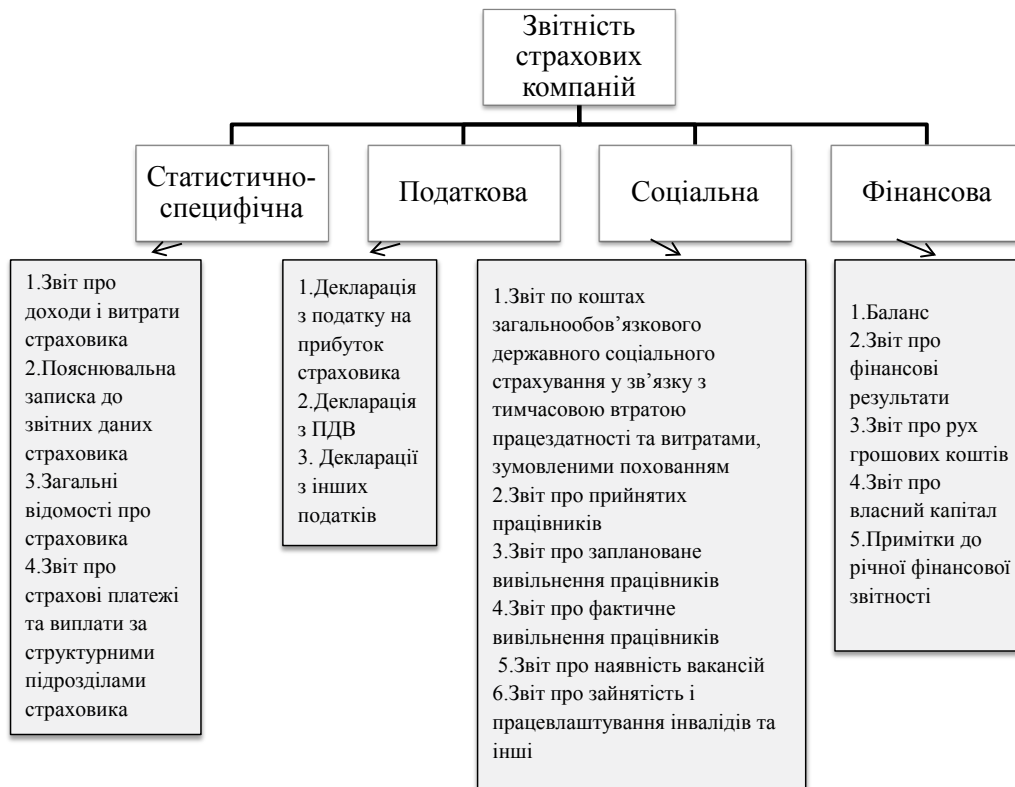 Звітність
страхових
компаній
Статистично-
специфічна
Податкова
Соціальна
Фінансова
1.Звіт про
доходи і витрати
страховика
2.Пояснювальна
записка до
звітних даних
страховика
3.Загальні
відомості про
страховика
4.Звіт про
страхові платежі
та виплати за
структурними
підрозділами
страховика
1.Декларація
з податку на
прибуток
страховика
2.Декларація
з ПДВ
3. Декларації
з інших
податків
1.Звіт по коштах
загальнообов’язкового
державного соціального
страхування у зв’язку з
тимчасовою втратою
працездатності та витратами,
зумовленими похованням
2.Звіт про прийнятих
працівників
3.Звіт про заплановане
вивільнення працівників
4.Звіт про фактичне
вивільнення працівників
5.Звіт про наявність вакансій
6.Звіт про зайнятість і
працевлаштування інвалідів та
інші
1.Баланс
2.Звіт про
фінансові
результати
3.Звіт про рух
грошових коштів
4.Звіт про
власний капітал
5.Примітки до
річної фінансової
звітності